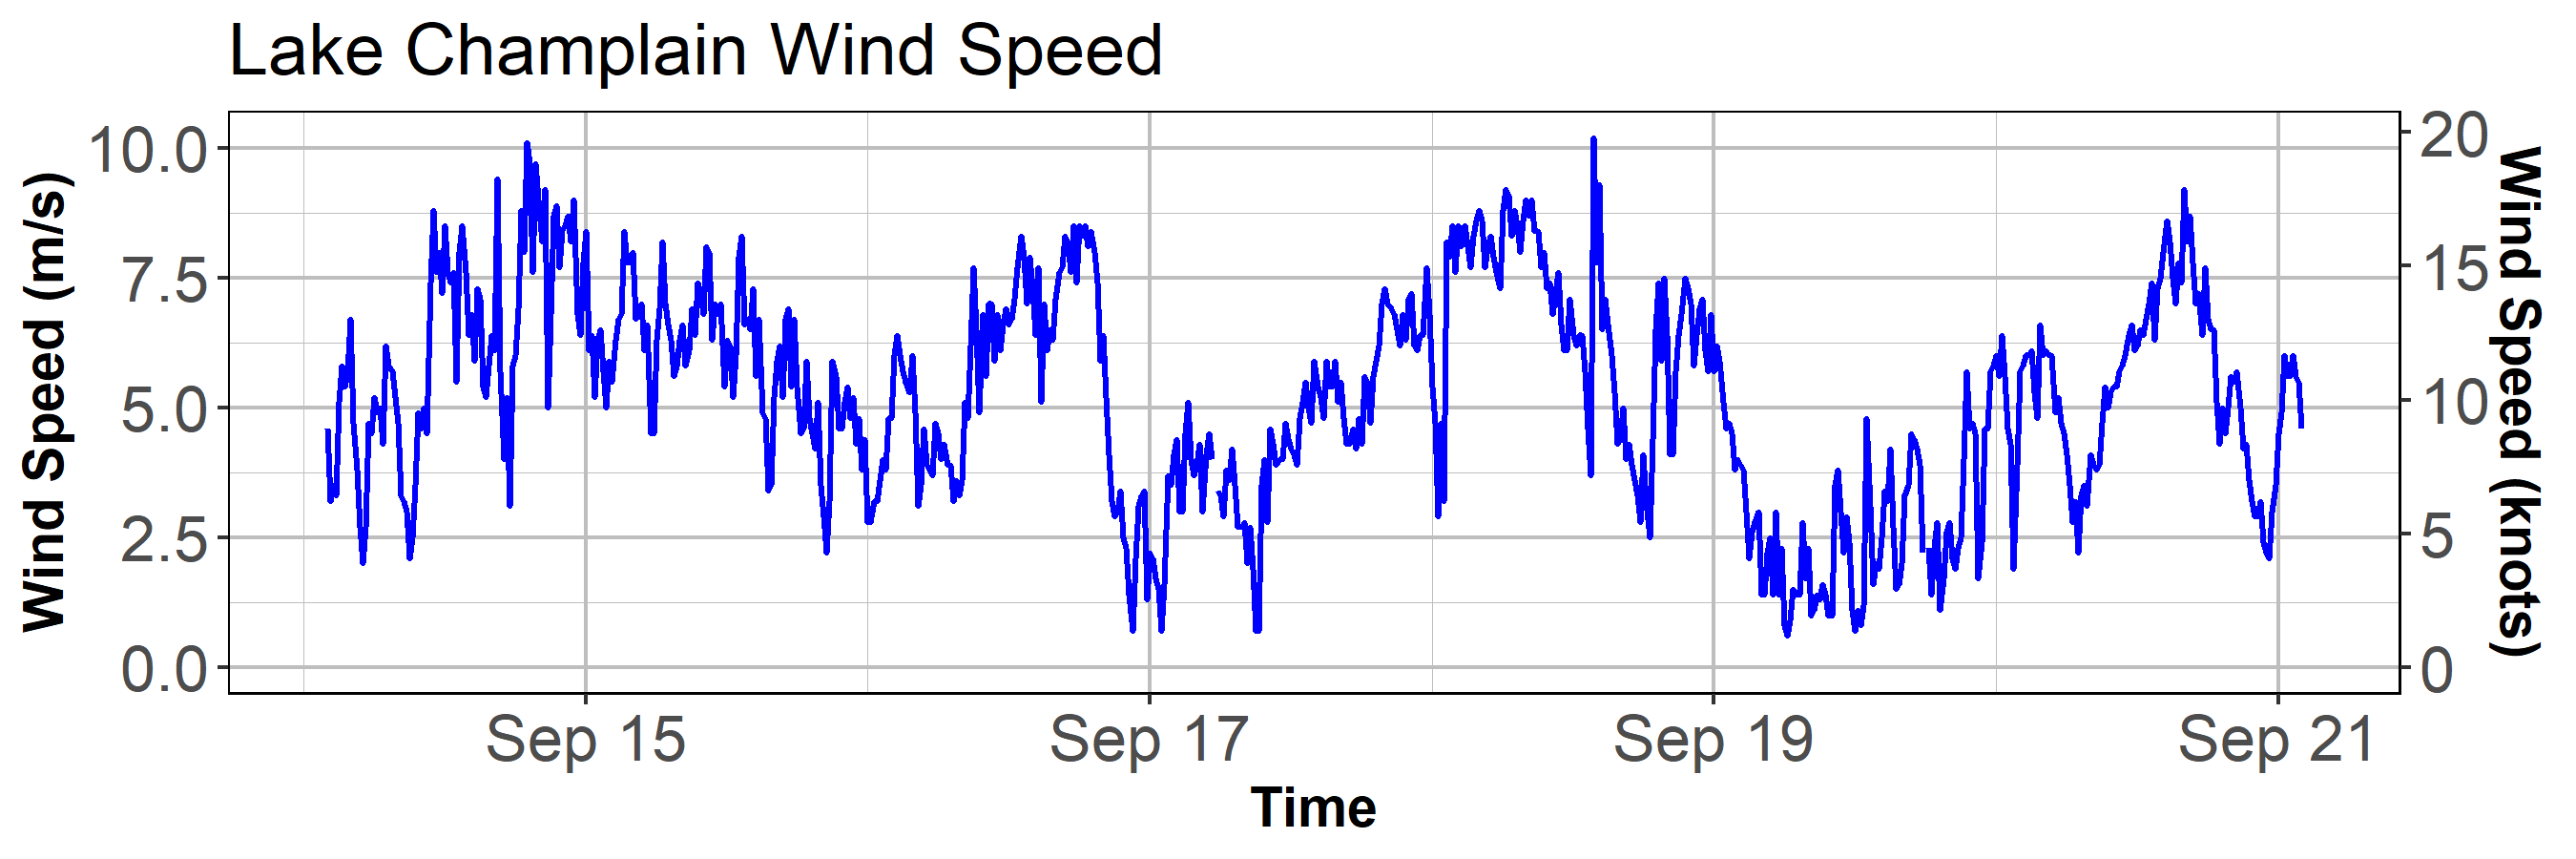 Lake Champlain Wind Speed
Wind Speed (m/s)
10.0
7.5
5.0
2.5
0.0
20
15
10
5
0
Wind Speed (knots)
Sep 15
Sep 17
Sep 19
Sep 21
Time